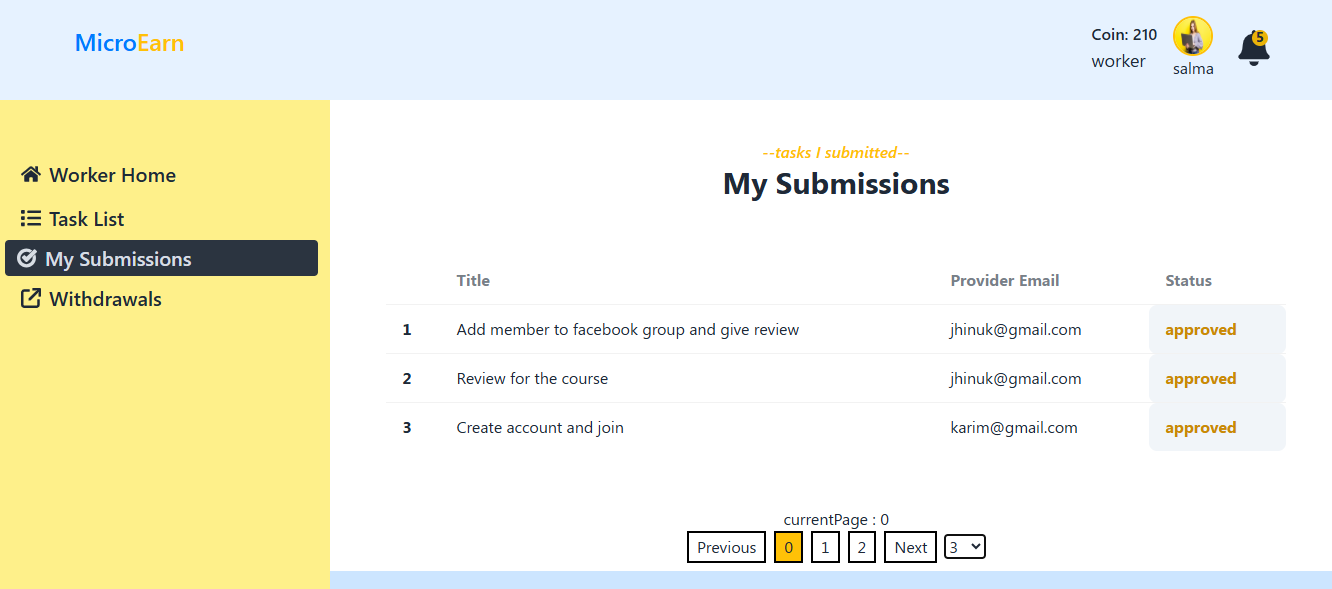 MicroEarn
Coin: 210
worker
salma
5
Worker Home
Task List
My Submissions
Withdrawals
--tasks I submitted--
My Submissions
Title Provider Email Status
1 Add member to facebook group and give review jhinuk@gmail.com approved
2 Review for the course jhinuk@gmail.com approved
3 Create account and join karim@gmail.com approved
currentPage : 0
Previous 0 1 2 Next 3